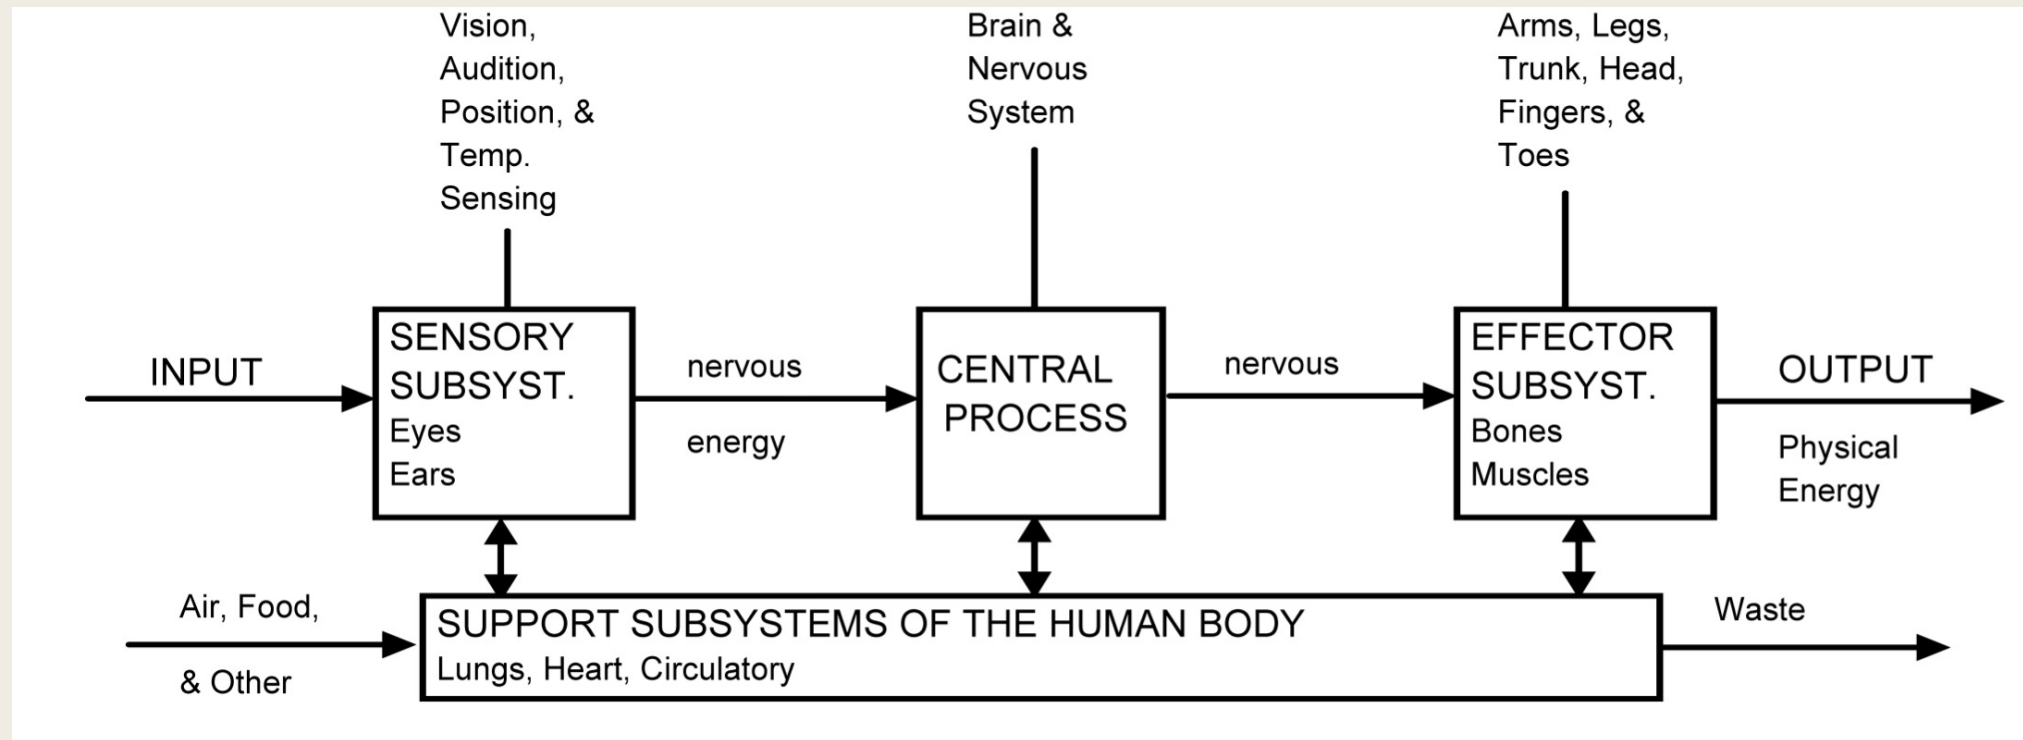 Vision,
Audition,
Position, &
Temp.
Sensing
Brain &
Nervous
System
Arms, Legs,
Trunk, Head,
Fingers, &
Toes
INPUT
SENSORY
SUBSYST.
Eyes
Ears
nervous
energy
CENTRAL
PROCESS
nervous
EFFECTOR
SUBSYST.
Bones
Muscles
OUTPUT
Physical
Energy
Air, Food,
& Other
SUPPORT SUBSYSTEMS OF THE HUMAN BODY
Lungs, Heart, Circulatory
Waste